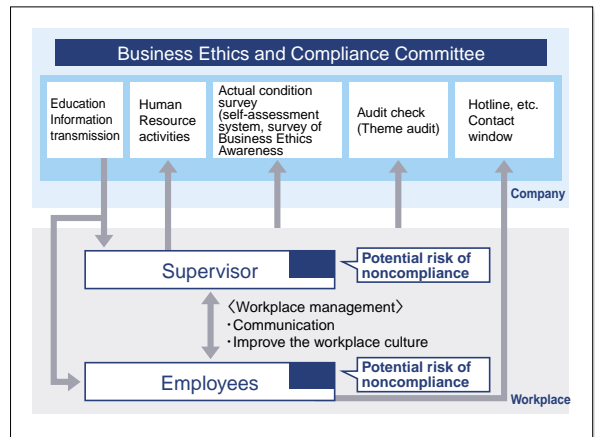 Business Ethics and Compliance Committee
Education
Information
transmission
Human
Resource
activities
Actual condition
survey
(self-assessment
system, survey of
Business Ethics
Awareness
Audit check
(Theme audit)
Hotline, etc.
Contact
window
Company
Supervisor
Potential risk of
noncompliance
〈Workplace management〉
・Communication
・Improve the workplace culture
Employees
Potential risk of
noncompliance
Workplace